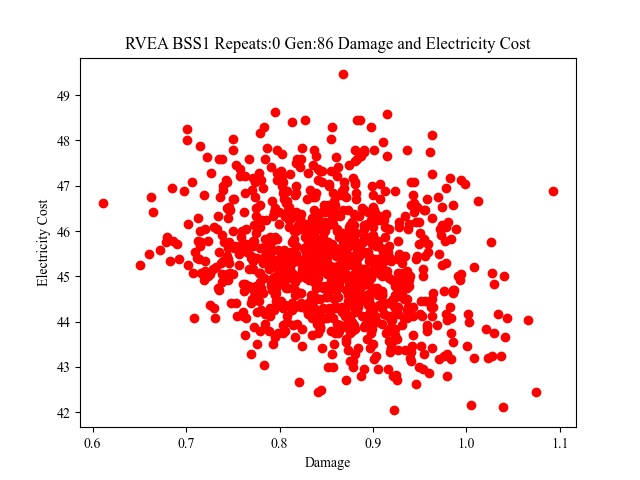 RVEA BSS1 Repeats:0 Gen:86 Damage and Electricity Cost
49
48
47
46
45
44
43
42
Electricity Cost
0.6 0.7 0.8 0.9 1.0 1.1
Damage